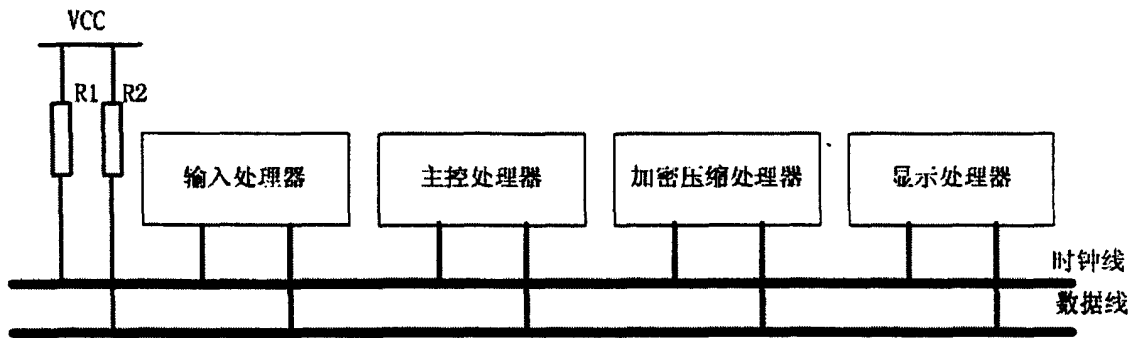 VCC
R1 R2
输入处理器
主控处理器
加密压缩处理器
显示处理器
时钟线
数据线